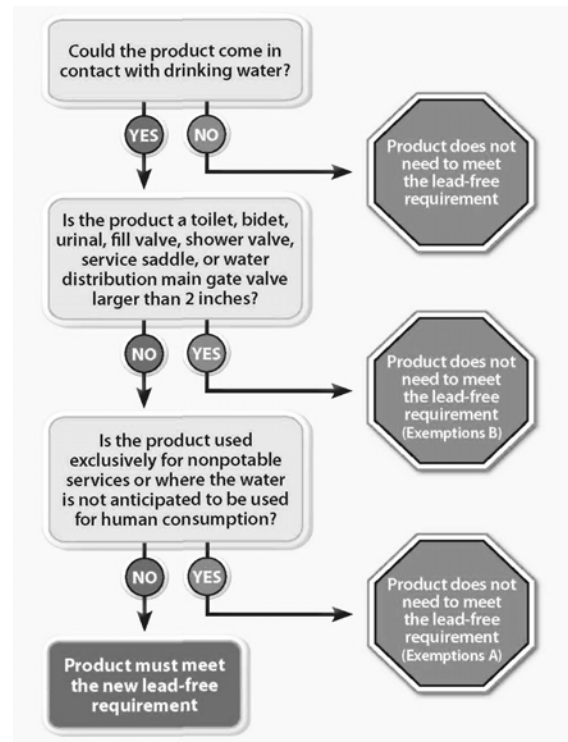 Could the product come in
contact with drinking water?
YES
NO
Product does not
need to meet
the lead-free
requirement
Is the product a toilet, bidet,
urinal, fill valve, shower valve,
service saddle, or water
distribution main gate valve
larger than 2 inches?
NO
YES
Product does not
need to meet
the lead-free
requirement
(Exemptions B)
Is the product used
exclusively for nonpotable
services or where the water
is not anticipated to be used
for human consumption?
NO
YES
Product does not
need to meet
the lead-free
requirement
(Exemptions A)
Product must meet
the new lead-free
requirement